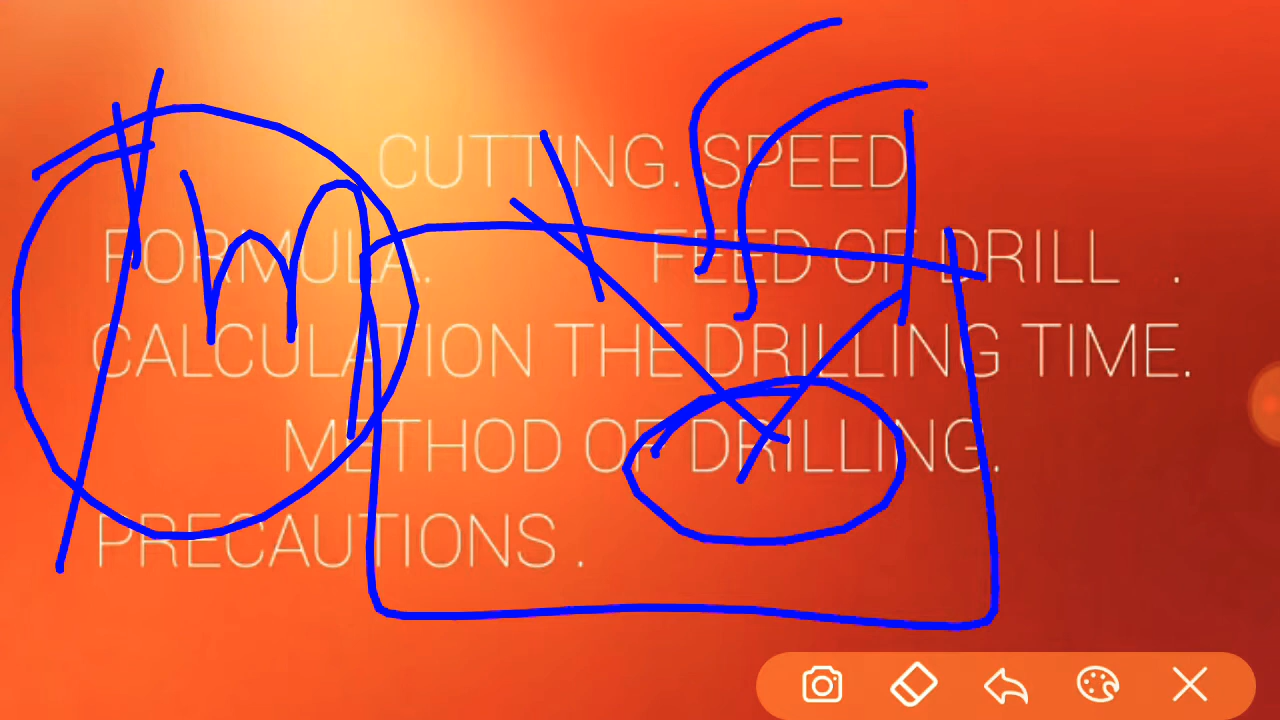 CUTTING. SPEED
FORMULA. FEED OF DRILL .
CALCULATION THE DRILLING TIME.
METHOD OF DRILLING.
PRECAUTIONS .